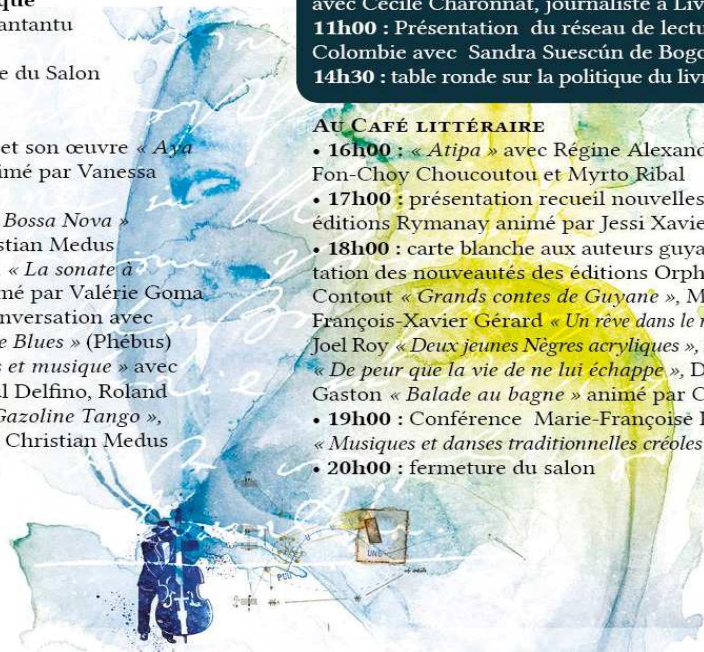 que
antantu
e du Salon
et son œuvre « Aya
imé par Vanessa
Bossa Nova »
stian Medus
« La sonate à
mé par Valérie Goma
nversation avec
e Blues » (Phébus)
s et musique » avec
l Delfino, Roland
Gazoline Tango »,
Christian Medus
avec Cécile Charonnat, journaliste à Liv
11h00 : Présentation du réseau de lectu
Colombie avec Sandra Suescún de Bogo
14h30 : table ronde sur la politique du livr
Au Café littéraire
• 16h00 : « Atipa » avec Régine Alexand
Fon-Choy Choucoutou et Myrto Ribal
• 17h00 : présentation recueil nouvelles
éditions Rymanay animé par Jessi Xavie
• 18h00 : carte blanche aux auteurs guya
tation des nouveautés des éditions Orph
Contout « Grands contes de Guyane », M
François-Xavier Gérard « Un rêve dans le r
Joel Roy « Deux jeunes Nègres acryliques »,
« De peur que la vie de ne lui échappe », D
Gaston « Balade au bagne » animé par C
• 19h00 : Conférence Marie-Françoise P
« Musiques et danses traditionnelles créoles
• 20h00 : fermeture du salon